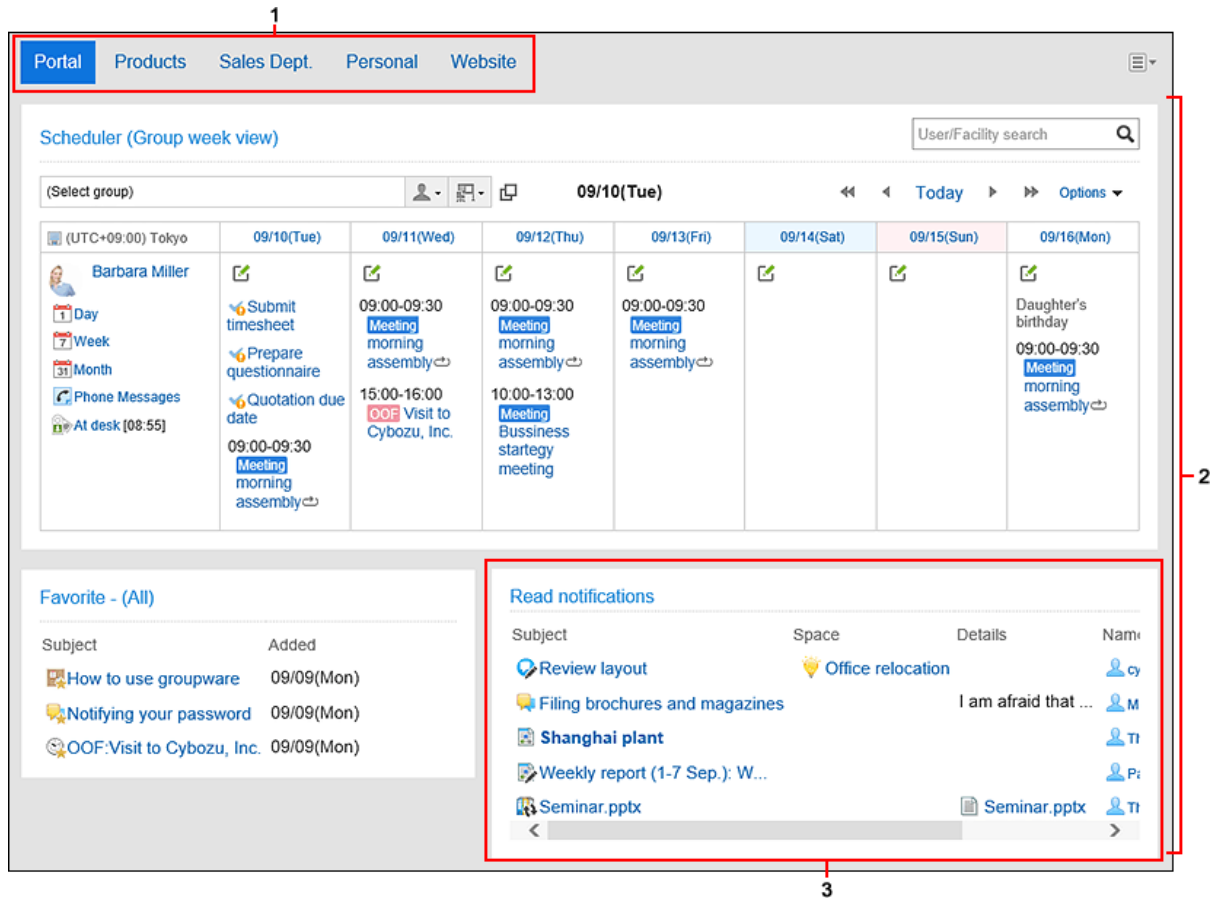 1
Portal Products Sales Dept. Personal Website
Scheduler (Group week view)
User/Facility search
(Select group)
09/10(Tue)
Today
Options
(UTC+09:00) Tokyo 09/10(Tue) 09/11(Wed) 09/12(Thu) 09/13(Fri) 09/14(Sat) 09/15(Sun) 09/16(Mon)
Barbara Miller
1 Day
7 Week
31 Month
Phone Messages
At desk [08:55]
Submit
timesheet
Prepare
questionnaire
Quotation due
date
09:00-09:30
Meeting
morning
assembly
09:00-09:30
Meeting
morning
assembly
15:00-16:00
OOF Visit to
Cybozu, Inc.
09:00-09:30
Meeting
morning
assembly
10:00-13:00
Meeting
Bussiness
startegy
meeting
09:00-09:30
Meeting
morning
assembly
Daughter's
birthday
09:00-09:30
Meeting
morning
assembly
2
Favorite - (All)
Subject Added
How to use groupware 09/09(Mon)
Notifying your password 09/09(Mon)
OOF:Visit to Cybozu, Inc. 09/09(Mon)
Read notifications
Subject Space Details Nam
Review layout Office relocation cy
Filing brochures and magazines I am afraid that ... M
Shanghai plant Th
Weekly report (1-7 Sep.): W... Pa
Seminar.pptx Seminar.pptx Th
3